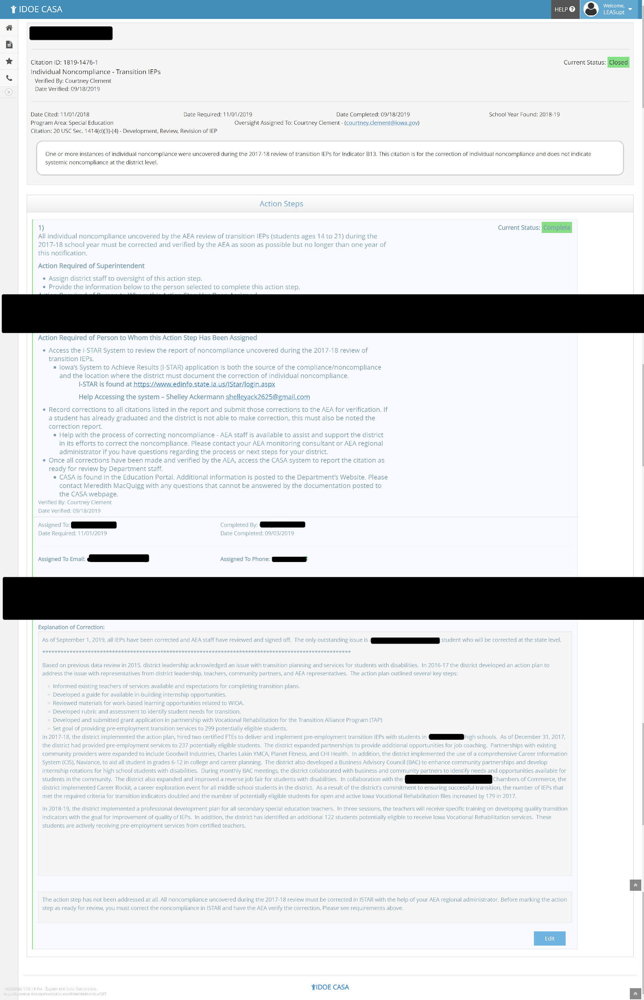 IDOE CASA
HELP
Welcome,
LEASupt
Citation ID: 1819-1476-1
Current Status: Closed
Individual Noncompliance - Transition IEPs
Verified By: Courtney Clement
Date Verified: 09/18/2019
Date Cited: 11/01/2018
Date Required: 11/01/2019
Date Completed: 09/18/2019
School Year Found: 2018-19
Program Area: Special Education
Oversight Assigned To: Courtney Clement - (courtney.clement@iowa.gov)
Citation: 20 USC Sec. 1414(d)(3)-(4) - Development, Review, Revision of IEP
One or more instances of individual noncompliance were uncovered during the 2017-18 review of transition IEPs for Indicator B13. This citation is for the correction of individual noncompliance and does not indicate
systemic noncompliance at the district level.
Action Steps
1)
Current Status: Complete
All individual noncompliance uncovered by the AEA review of transition IEPs (students ages 14 to 21) during the
2017-18 school year must be corrected and verified by the AEA as soon as possible but no longer than one year of
this notification.
Action Required of Superintendent
• Assign district staff to oversight of this action step.
• Provide the information below to the person selected to complete this action step.
Action Required of Person to Whom this Action Step Has Been Assigned
• Access the I-STAR System to review the report of noncompliance uncovered during the 2017-18 review of
transition IEPs.
▪ Iowa's System to Achieve Results (I-STAR) application is both the source of the compliance/noncompliance
and the location where the district must document the correction of individual noncompliance.
I-STAR is found at https://www.edinfo.state.ia.us/IStar/login.aspx
Help Accessing the system – Shelley Ackermann shelleyack2625@gmail.com
• Record corrections to all citations listed in the report and submit those corrections to the AEA for verification. If
a student has already graduated and the district is not able to make correction, this must also be noted the
correction report.
▪ Help with the process of correcting noncompliance - AEA staff is available to assist and support the district
in its efforts to correct the noncompliance. Please contact your AEA monitoring consultant or AEA regional
administrator if you have questions regarding the process or next steps for your district.
• Once all corrections have been made and verified by the AEA, access the CASA system to report the citation as
ready for review by Department staff.
▪ CASA is found in the Education Portal. Additional information is posted to the Department's Website. Please
contact Meredith MacQuigg with any questions that cannot be answered by the documentation posted to
the CASA webpage.
Verified By: Courtney Clement
Date Verified: 09/18/2019
Assigned To:
Completed By:
Date Required: 11/01/2019
Date Completed: 09/03/2019
Assigned To Email:
Assigned To Phone:
Explanation of Correction:
As of September 1, 2019, all IEPs have been corrected and AEA staff have reviewed and signed off. The only outstanding issue is student who will be corrected at the state level.
Based on previous data review in 2015, district leadership acknowledged an issue with transition planning and services for students with disabilities. In 2016-17 the district developed an action plan to
address the issue with representatives from district leadership, teachers, community partners, and AEA representatives. The action plan outlined several key steps:
◦ Informed existing teachers of services available and expectations for completing transition plans.
◦ Developed a guide for available in-building internship opportunities.
◦ Reviewed materials for work-based learning opportunities related to WIOA.
◦ Developed rubric and assessment to identify student needs for transition.
◦ Developed and submitted grant application in partnership with Vocational Rehabilitation for the Transition Alliance Program (TAP)
◦ Set goal of providing pre-employment transition services to 299 potentially eligible students.
In 2017-18, the district implemented the action plan, hired two certified FTEs to deliver and implement pre-employment transition IEPs with students in high schools. As of December 31, 2017,
the district had provided pre-employment services to 237 potentially eligible students. The district expanded partnerships to provide additional opportunities for job coaching. Partnerships with existing
community providers were expanded to include Goodwill Industries, Charles Lakin YMCA, Planet Fitness, and CHI Health. In addition, the district implemented the use of a comprehensive Career Information
System (CIS), Naviance, to aid all student in grades 6-12 in college and career planning. The district also developed a Business Advisory Council (BAC) to enhance community partnerships and develop
internship rotations for high school students with disabilities. During monthly BAC meetings, the district collaborated with business and community partners to identify needs and opportunities available for
students in the community. The district also expanded and improved a reverse job fair for students with disabilities. In collaboration with the Chambers of Commerce, the
district implemented Career Rockit, a career exploration event for all middle school students in the district. As a result of the district's commitment to ensuring successful transition, the number of IEPs that
met the required criteria for transition indicators doubled and the number of potentially eligible students for open and active Iowa Vocational Rehabilitation files increased by 179 in 2017.
In 2018-19, the district implemented a professional development plan for all secondary special education teachers. In three sessions, the teachers will receive specific training on developing quality transition
indicators with the goal for improvement of quality of IEPs. In addition, the district has identified an additional 122 students potentially eligible to receive Iowa Vocational Rehabilitation services. These
students are actively receiving pre-employment services from certified teachers.
The action step has not been addressed at all. All noncompliance uncovered during the 2017-18 review must be corrected in ISTAR with the help of your AEA regional administrator. Before marking the action
step as ready for review, you must correct the noncompliance in ISTAR and have the AEA verify the correction. Please see requirements above.
Edit
IDOE CASA